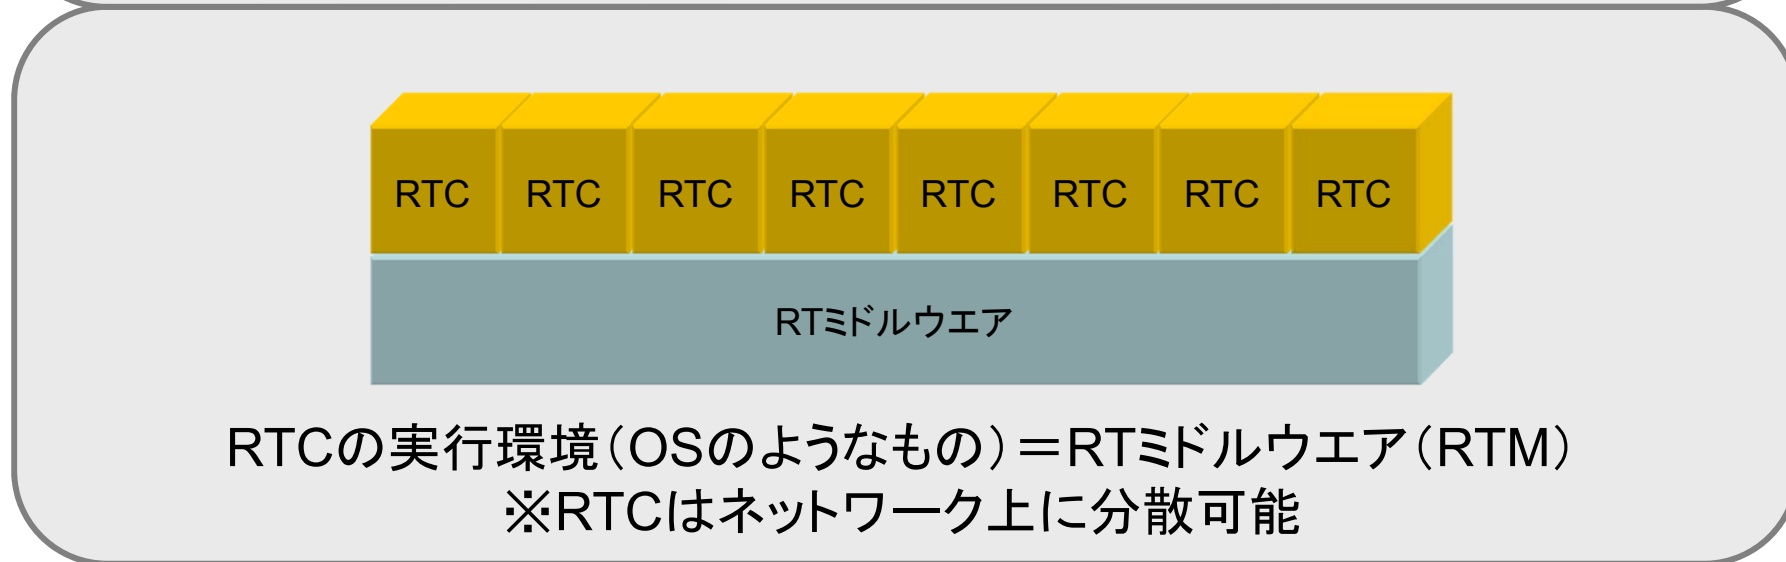 RTC RTC RTC RTC RTC RTC RTC RTC
RTミドルウエア
RTCの実行環境(OSのようなもの)=RTミドルウエア(RTM)
※RTCはネットワーク上に分散可能